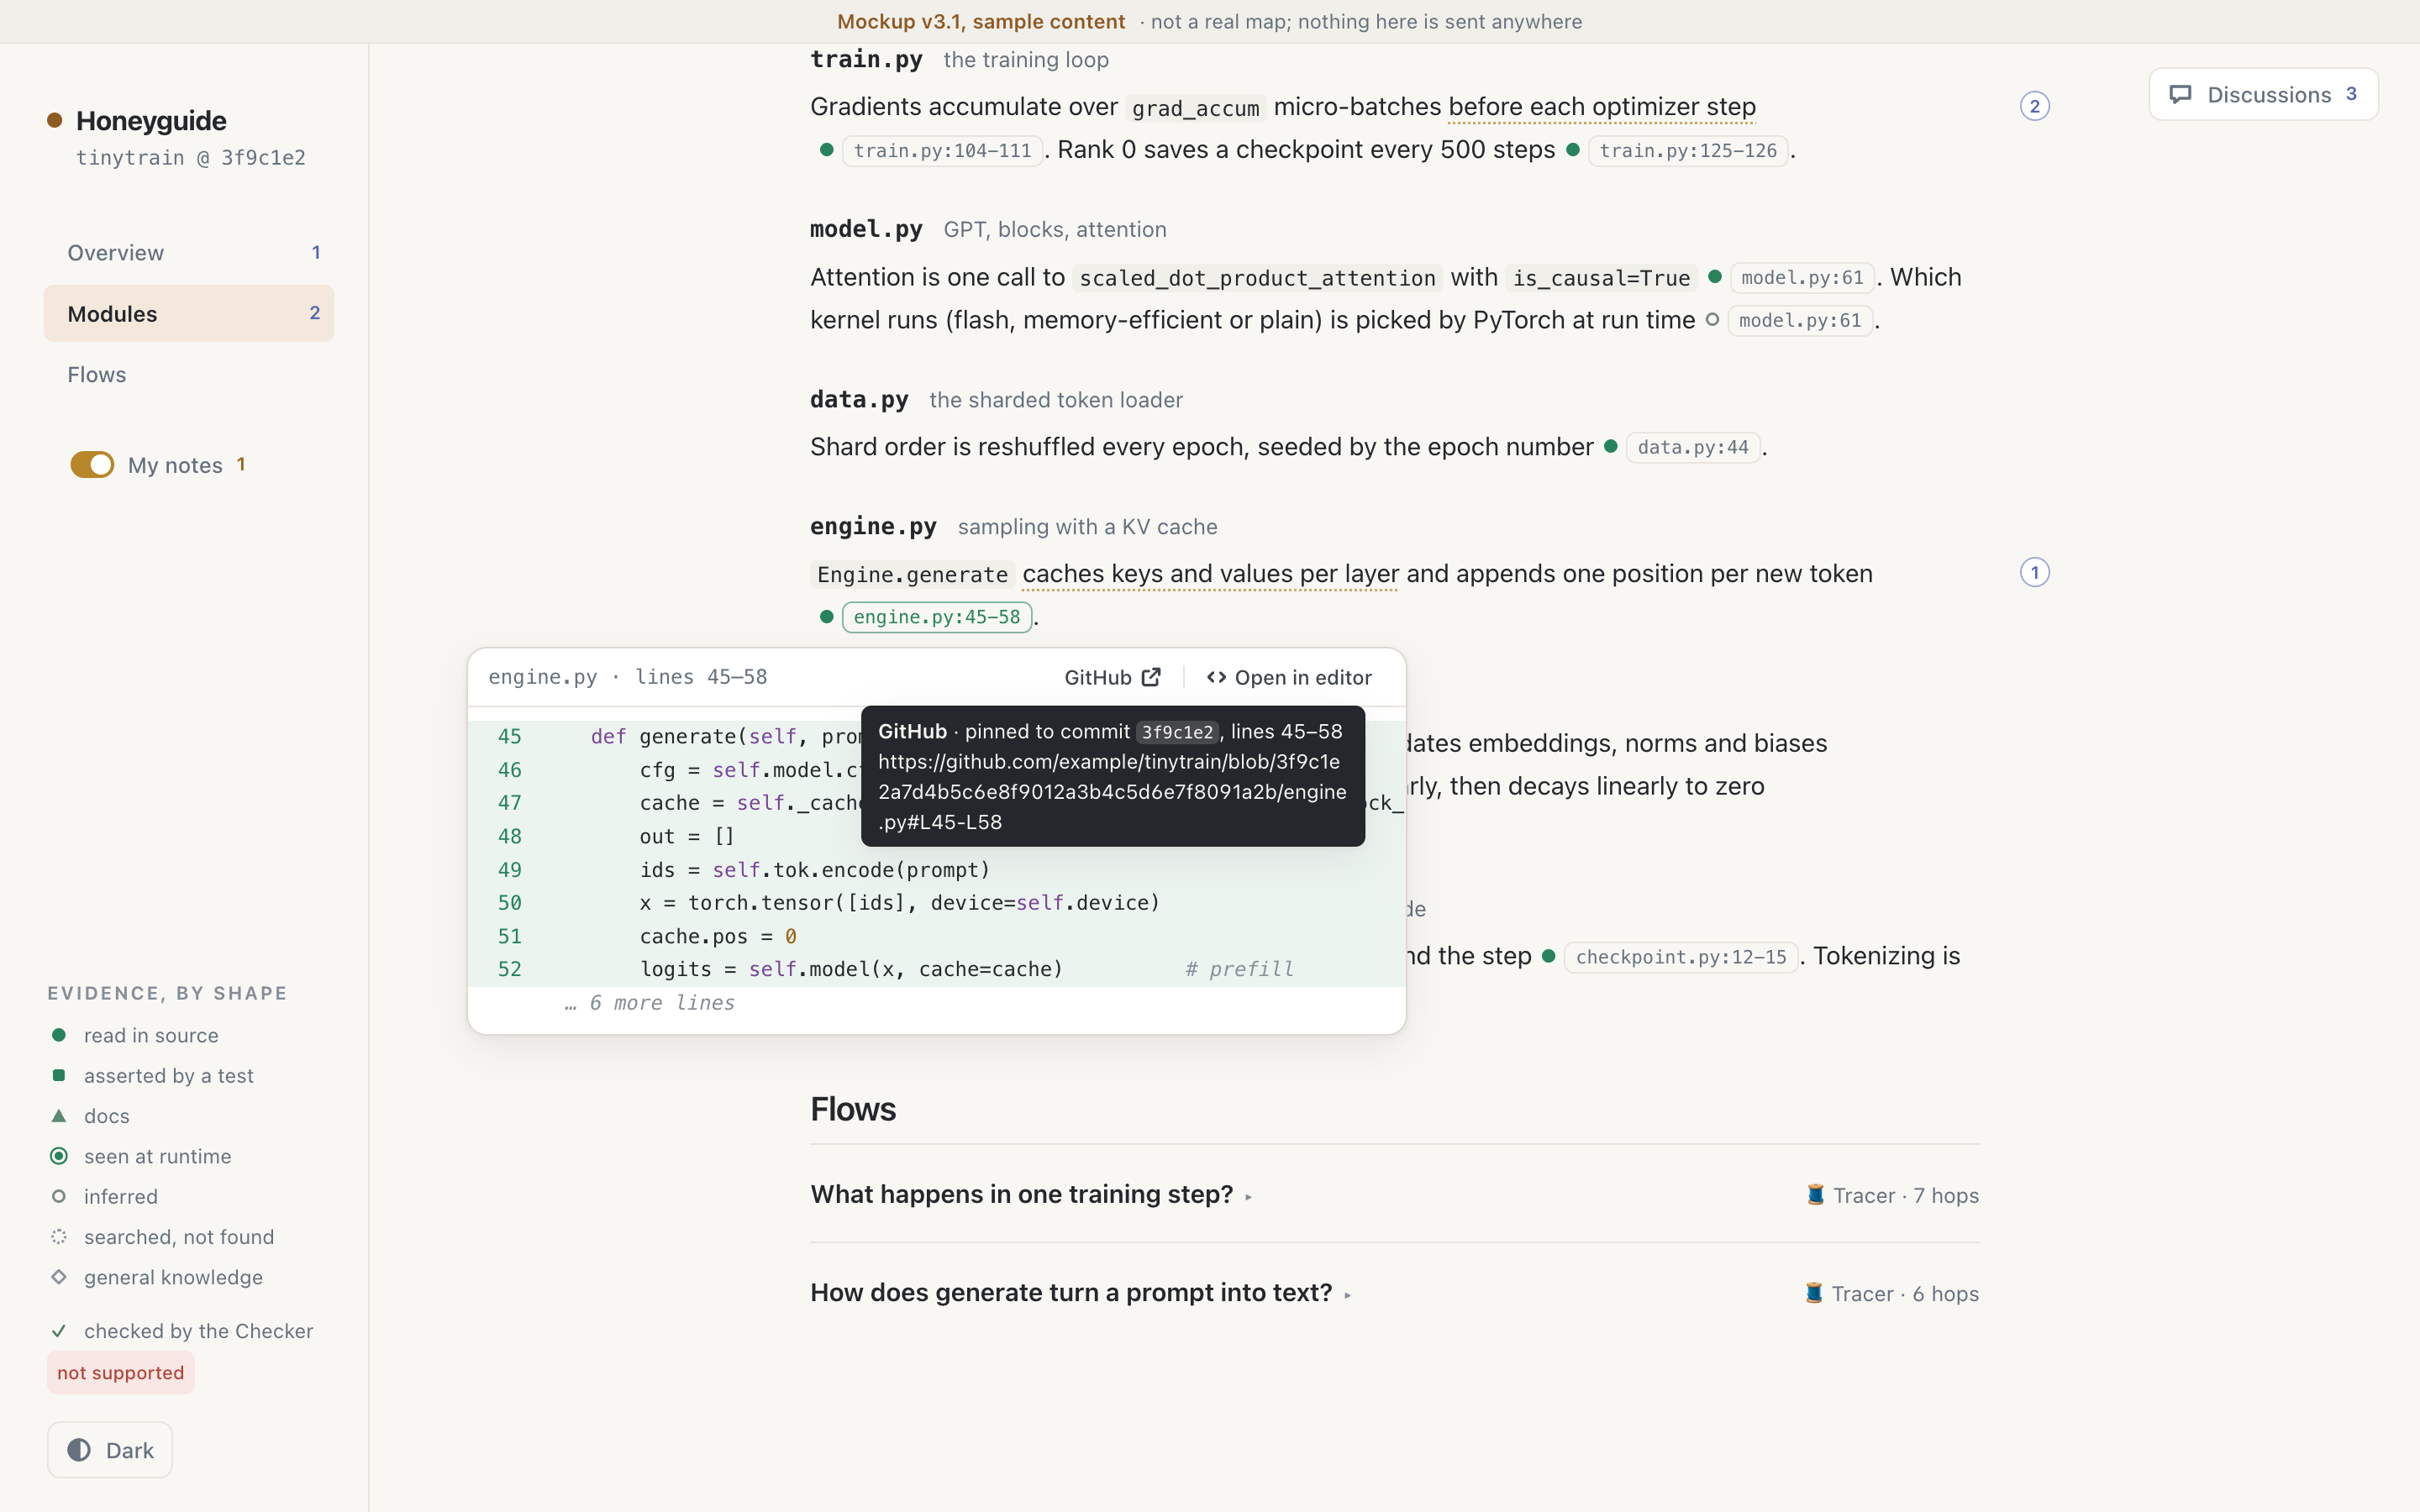 Mockup v3.1, sample content · not a real map; nothing here is sent anywhere
Honeyguide
tinytrain @ 3f9c1e2
Overview 1
Modules 2
Flows
My notes 1
EVIDENCE, BY SHAPE
read in source
asserted by a test
docs
seen at runtime
inferred
searched, not found
general knowledge
checked by the Checker
not supported
Dark
Discussions 3
train.py the training loop
Gradients accumulate over grad_accum micro-batches before each optimizer step 2
train.py:104–111. Rank 0 saves a checkpoint every 500 steps train.py:125–126.
model.py GPT, blocks, attention
Attention is one call to scaled_dot_product_attention with is_causal=True model.py:61. Which
kernel runs (flash, memory-efficient or plain) is picked by PyTorch at run time model.py:61.
data.py the sharded token loader
Shard order is reshuffled every epoch, seeded by the epoch number data.py:44.
engine.py sampling with a KV cache
Engine.generate caches keys and values per layer and appends one position per new token 1
engine.py:45–58.
engine.py · lines 45–58 GitHub Open in editor
GitHub · pinned to commit 3f9c1e2, lines 45–58
https://github.com/example/tinytrain/blob/3f9c1e
2a7d4b5c6e8f9012a3b4c5d6e7f8091a2b/engine
.py#L45-L58
45 def generate(self,
46 cfg = self.model.
47 cache =
48 out = []
49 ids = self.tok.encode(prompt)
50 x = torch.tensor([ids], device=self.device)
51 cache.pos = 0
52 logits = self.model(x, cache=cache) # prefill
… 6 more lines
embeddings, norms and biases
then decays linearly to zero
the step checkpoint.py:12–15. Tokenizing is
Flows
What happens in one training step? ▸ Tracer · 7 hops
How does generate turn a prompt into text? ▸ Tracer · 6 hops